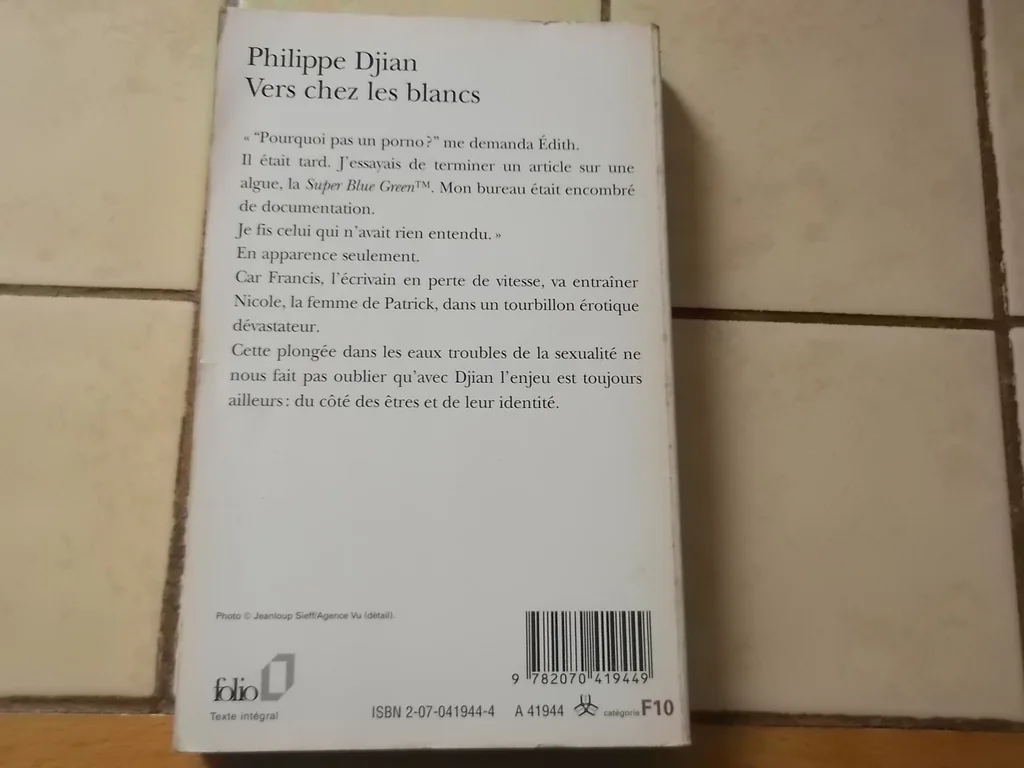 Philippe Djian
Vers chez les blancs
« “Pourquoi pas un porno ?” me demanda Édith.
Il était tard. J’essayais de terminer un article sur une
algue, la Super Blue Green™. Mon bureau était encombré
de documentation.
Je fis celui qui n’avait rien entendu. »
En apparence seulement.
Car Francis, l’écrivain en perte de vitesse, va entraîner
Nicole, la femme de Patrick, dans un tourbillon érotique
dévastateur.
Cette plongée dans les eaux troubles de la sexualité ne
nous fait pas oublier qu’avec Djian l’enjeu est toujours
ailleurs : du côté des êtres et de leur identité.
Photo © Jeanloup Sieff/Agence Vu (détail).
9 782070 419449
folio
Texte intégral
ISBN 2-07-041944-4 A 41944 catégorie F10